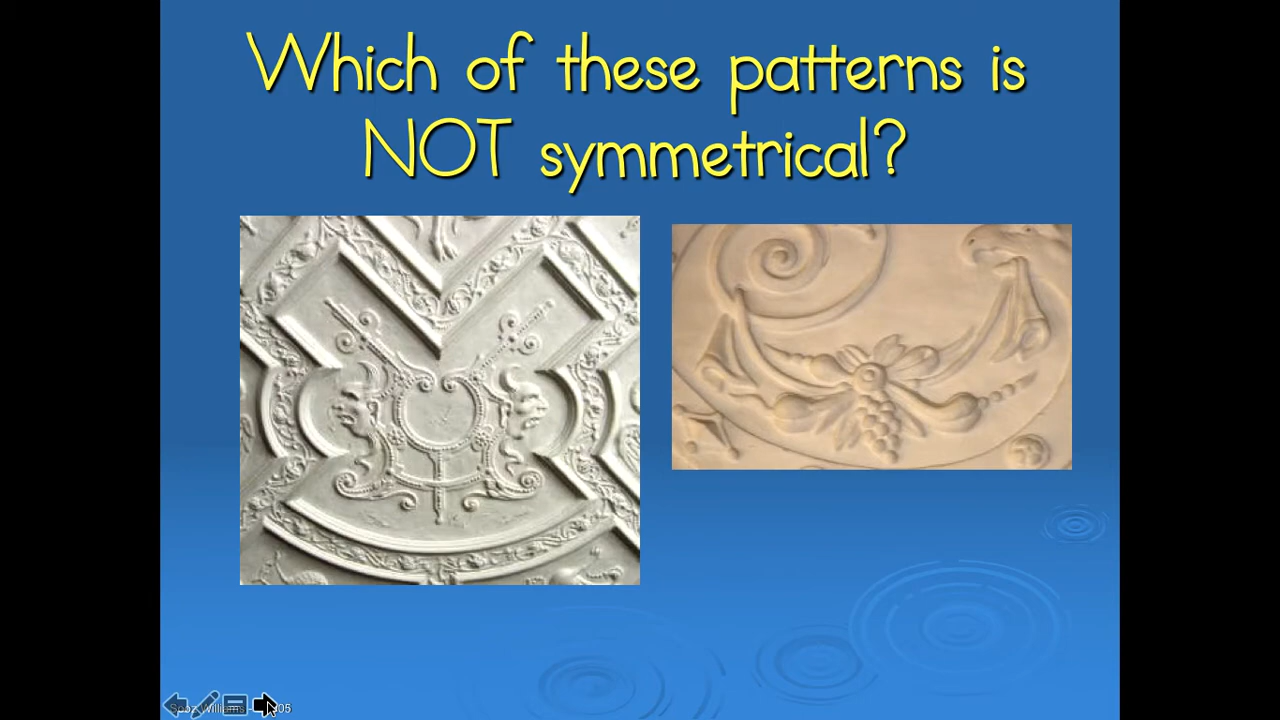 Which of these patterns is
NOT symmetrical?